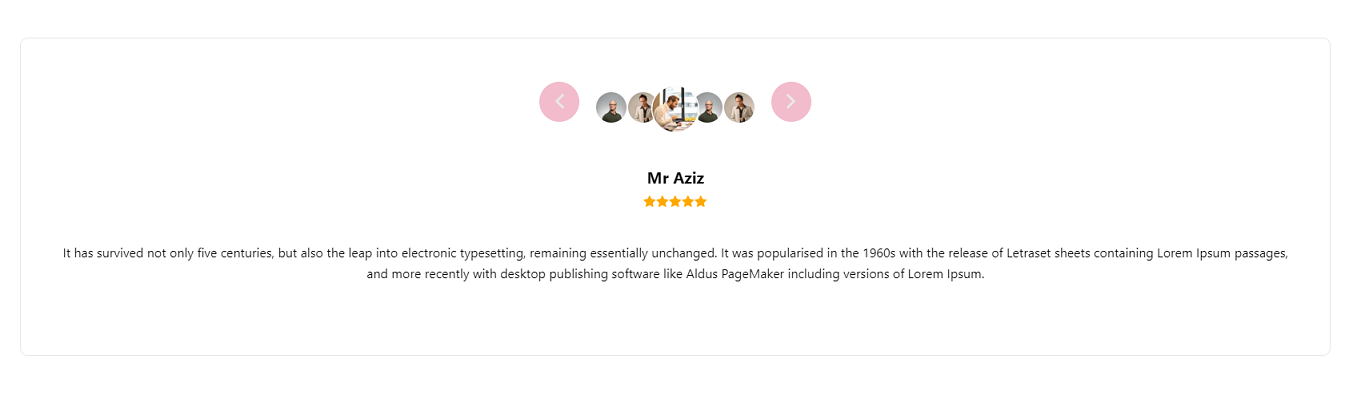 Mr Aziz
It has survived not only five centuries, but also the leap into electronic typesetting, remaining essentially unchanged. It was popularised in the 1960s with the release of Letraset sheets containing Lorem Ipsum passages,
and more recently with desktop publishing software like Aldus PageMaker including versions of Lorem Ipsum.